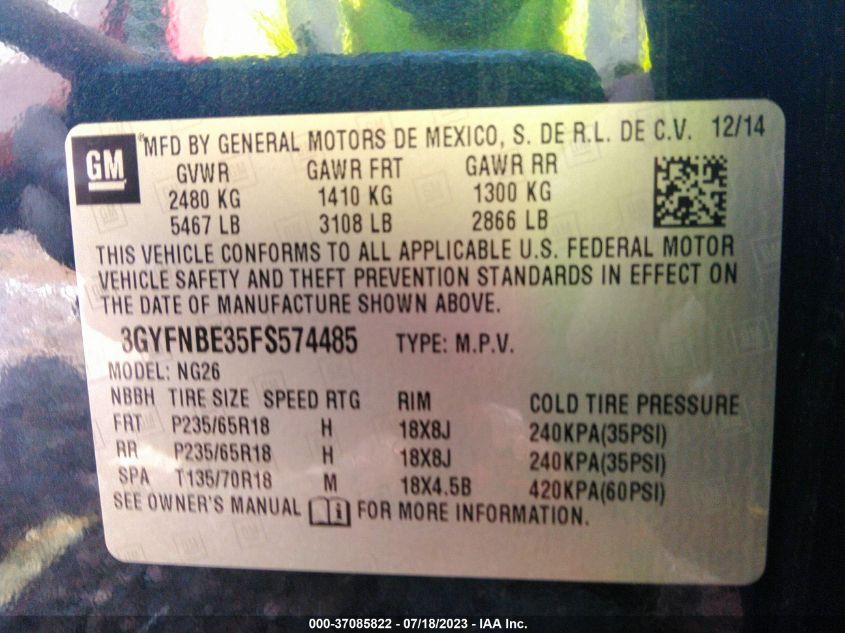 GM ®MFD BY GENERAL MOTORS DE MEXICO, S. DE R.L. DE C.V. 12/14
GVWR GAWR FRT GAWR RR
2480 KG 1410 KG 1300 KG
5467 LB 3108 LB 2866 LB
THIS VEHICLE CONFORMS TO ALL APPLICABLE U.S. FEDERAL MOTOR
VEHICLE SAFETY AND THEFT PREVENTION STANDARDS IN EFFECT ON
THE DATE OF MANUFACTURE SHOWN ABOVE.
3GYFNBE35FS574485 TYPE: M.P.V.
MODEL: NG26
NBBH TIRE SIZE SPEED RTG RIM COLD TIRE PRESSURE
FRT P235/65R18 H 18X8J 240KPA(35PSI)
RR P235/65R18 H 18X8J 240KPA(35PSI)
SPA T135/70R18 M 18X4.5B 420KPA(60PSI)
SEE OWNER'S MANUAL FOR MORE INFORMATION.
000-37085822 - 07/18/2023 - IAA Inc.